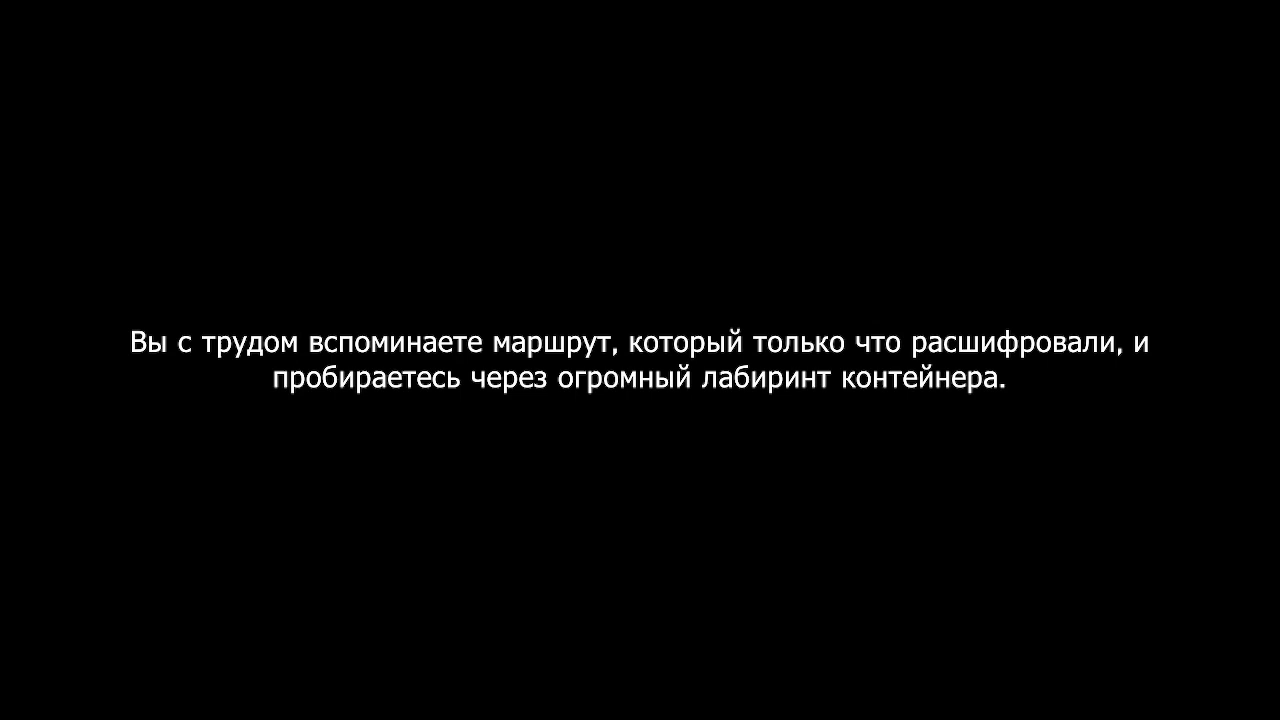 Вы с трудом вспоминаете маршрут, который только что расшифровали, и
пробираетесь через огромный лабиринт контейнера.